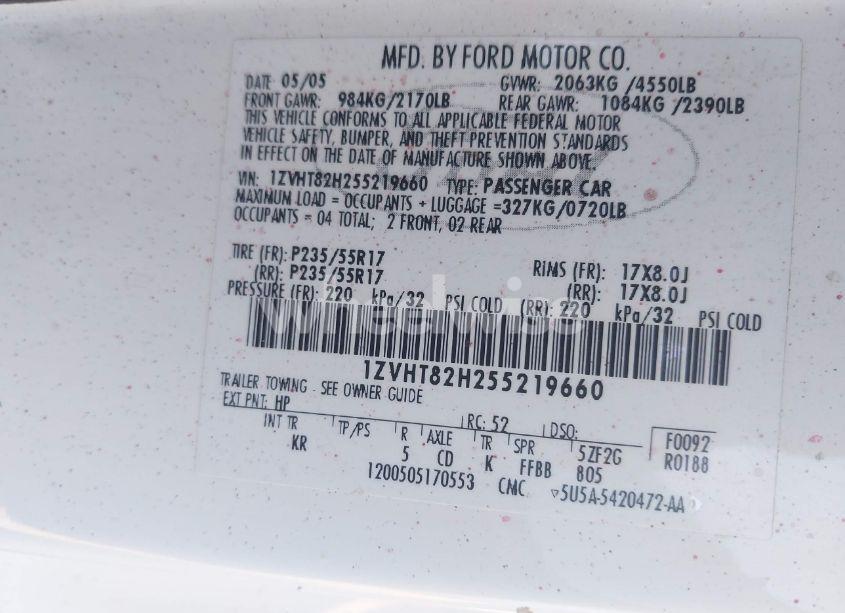 MFD. BY FORD MOTOR CO.
DATE 05/05 GVWR: 2063KG /4550LB
FRONT GAWR: 984KG/2170LB REAR GAWR: 1084KG /2390LB
THIS VEHICLE CONFORMS TO ALL APPLICABLE FEDERAL MOTOR
VEHICLE SAFETY, BUMPER, AND THEFT PREVENTION STANDARDS
IN EFFECT ON THE DATE OF MANUFACTURE SHOWN ABOVE.
VIN: 1ZVHT82H255219660 TYPE: PASSENGER CAR
MAXIMUM LOAD = OCCUPANTS + LUGGAGE =327KG/0720LB
OCCUPANTS = 04 TOTAL; 2 FRONT, 02 REAR
TIRE (FR): P235/55R17 RIMS (FR): 17X8.0J
(RR): P235/55R17 (RR): 17X8.0J
PRESSURE (FR): 220 kPa/32 PSI COLD (RR): 220 kPa/32 PSI COLD
wheelwise
1ZVHT82H255219660
TRAILER TOWING - SEE OWNER GUIDE
EXT PNT: HP RC: 52 DSO: F0092
INT TR TP/PS R AXLE TR SPR 5ZF2G R0188
KR 5 CD K FFBB 805
1200505170553 CMC ▿5U5A-5420472-AA